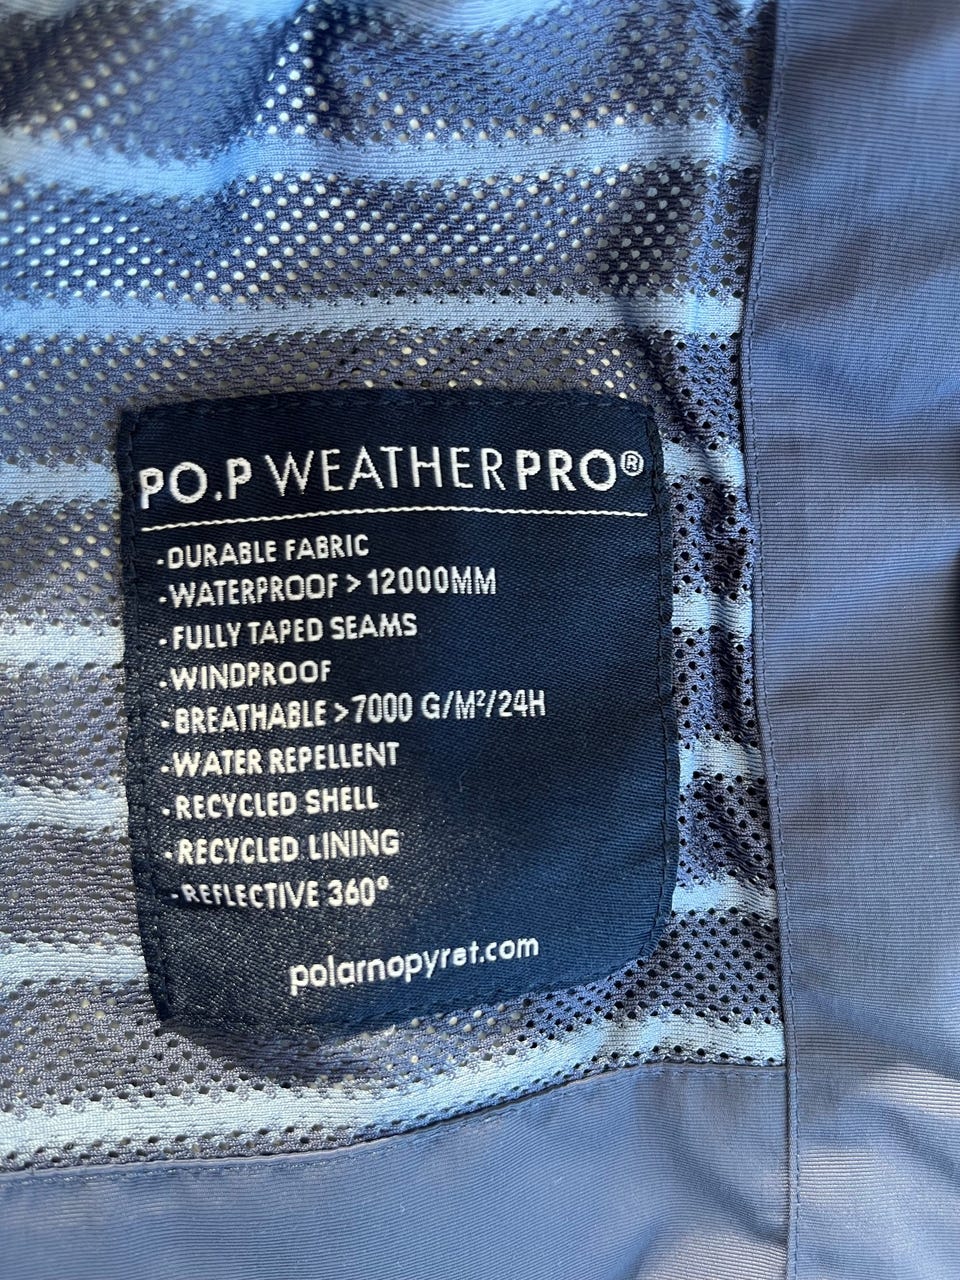 PO.P WEATHERPRO®
·DURABLE FABRIC
·WATERPROOF > 12000MM
·FULLY TAPED SEAMS
·WINDPROOF
·BREATHABLE >7000 G/M²/24H
·WATER REPELLENT
·RECYCLED SHELL
·RECYCLED LINING
·REFLECTIVE 360°
polarnopyret.com